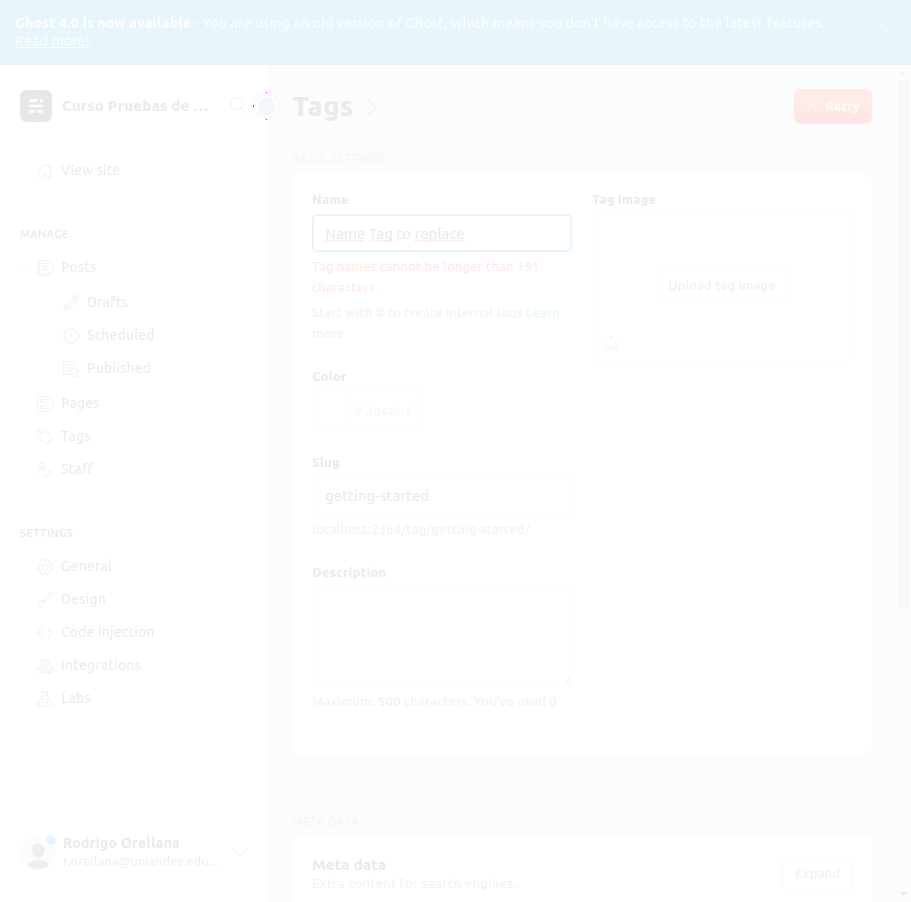 Ghost 4.0 is now available - You are using an old version of Ghost, which means you don't have access to the latest features.
Read more!
Curso Pruebas de ...
View site
MANAGE
Posts
Drafts
Scheduled
Published
Pages
Tags
Staff
SETTINGS
General
Design
Code injection
Integrations
Labs
Rodrigo Orellana
r.orellana@uniandes.edu...
Tags
Retry
BASIC SETTINGS
Name
Name Tag to replace
Tag names cannot be longer than 191
characters.
Start with # to create internal tags Learn
more
Color
# abcdef
Slug
getting-started
localhost:2368/tag/getting-started/
Description
Maximum: 500 characters. You've used 0
Tag image
Upload tag image
META DATA
Meta data
Extra content for search engines.
Expand